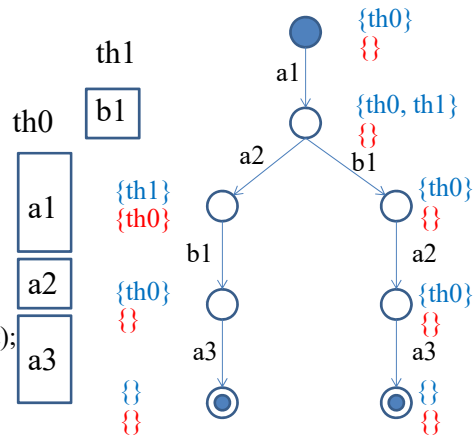 th1
b1
th0
a1
a2
);
a3
{th0}
{}
a1
{th0, th1}
{}
a2
b1
{th1}
{th0}
{th0}
{}
b1
a2
{th0}
{}
{th0}
{}
a3
a3
{}
{}
{}
{}